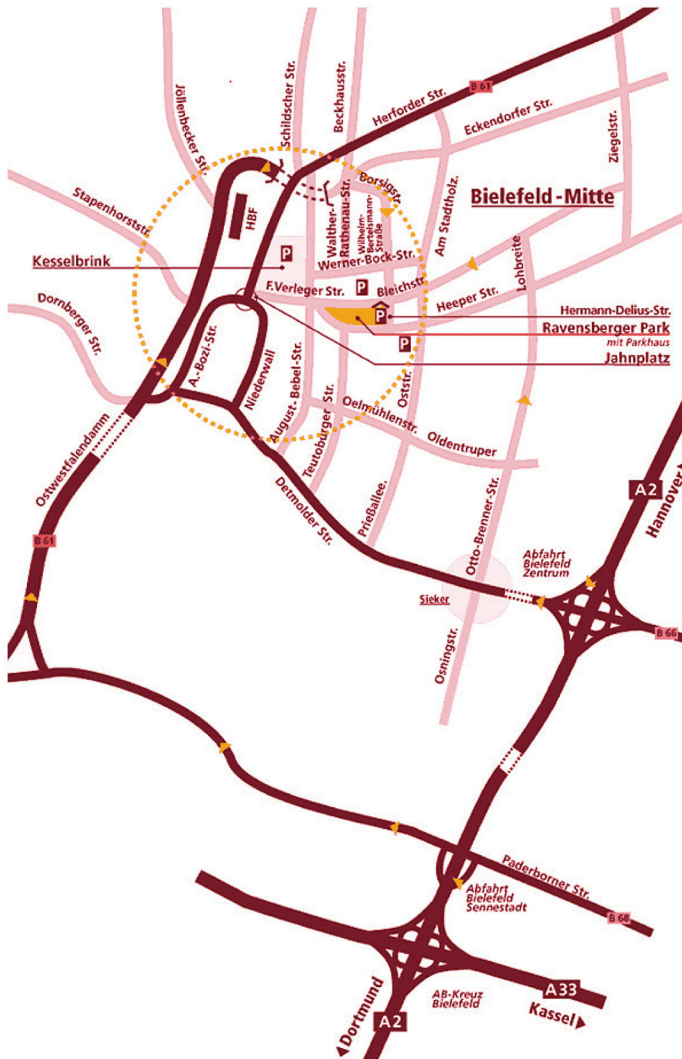 B 61
Jöllenbecker Str.
Schildscher Str.
Beckhausstr.
Herforder Str.
Eckendorfer Str.
Ziegelstr.
Stapenhorststr.
HBF
Walther-
Rathenau-Str.
Borsigstr.
Wilhelm-
Bertelsmann-
Straße
Am Stadtholz.
Bielefeld-Mitte
Kesselbrink
P
Werner-Bock-Str.
Lohbreite
Dornberger Str.
F.Verleger Str.
P
Bleichstr.
Heeper Str.
P
Hermann-Delius-Str.
Ravensberger Park
mit Parkhaus
Jahnplatz
P
A.-Bozi-Str.
Niederwall
August-Bebel-Str.
Teutoburger Str.
Oststr.
Oelmühlenstr.
Oldentruper
Ostwestfalendamm
Detmolder Str.
Prießallee.
Otto-Brenner-Str.
A2
Hannover
B 61
Abfahrt
Bielefeld
Zentrum
Sieker
B 66
Osningstr.
Paderborner Str.
Abfahrt
Bielefeld
Sennestadt
B 68
AB-Kreuz
Bielefeld
A33
Kassel
Dortmund
A2